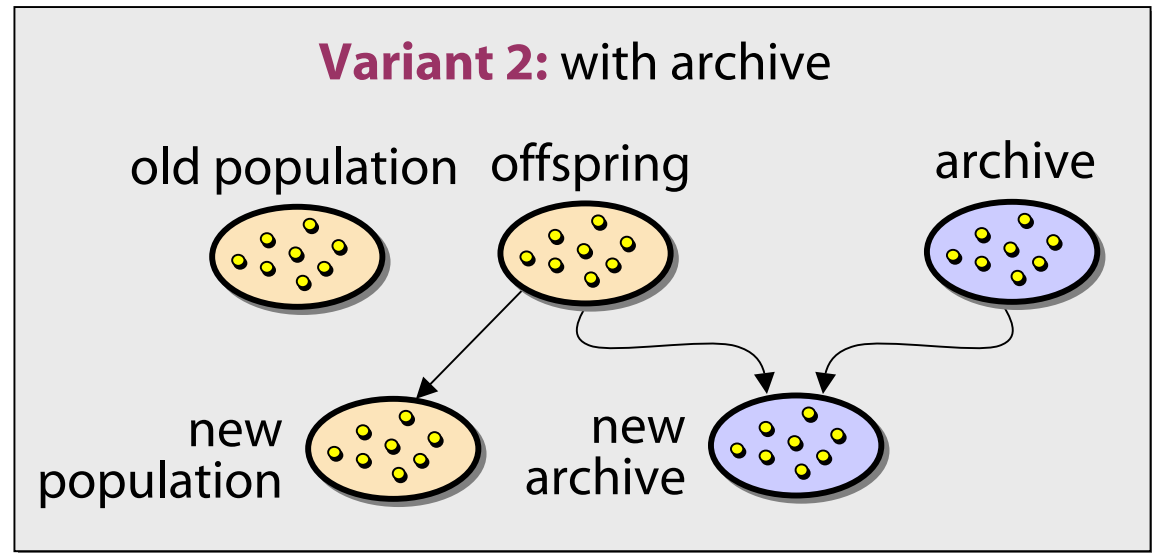 Variant 2: with archive
old population
offspring
archive
new
population
new
archive